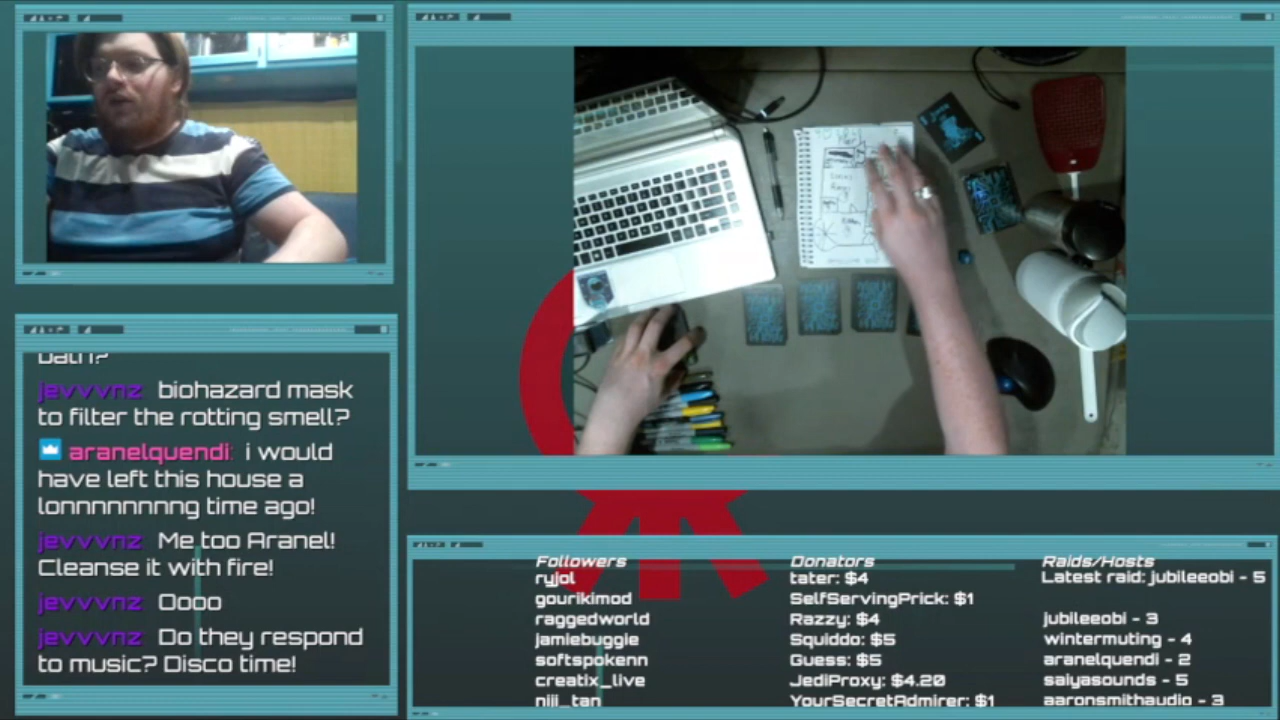 jevvvnz: biohazard mask
to filter the rotting smell?
aranelquendi: i would
have left this house a
lonnnnnnnng time ago!
jevvvnz: Me too Aranel!
Cleanse it with fire!
jevvvnz: Oooo
jevvvnz: Do they respond
to music? Disco time!
Followers
ryjol
gourikimod
raggedworld
jamiebuggie
softspokenn
creatix_live
niji_tan
Donators
tater: $4
SelfServingPrick: $1
Razzy: $4
Squiddo: $5
Guess: $5
JediProxy: $4.20
YourSecretAdmirer: $1
Raids/Hosts
Latest raid: jubileeobi - 5
jubileeobi - 3
wintermuting - 4
aranelquendi - 2
saiyasounds - 5
aaronsmithaudio - 3